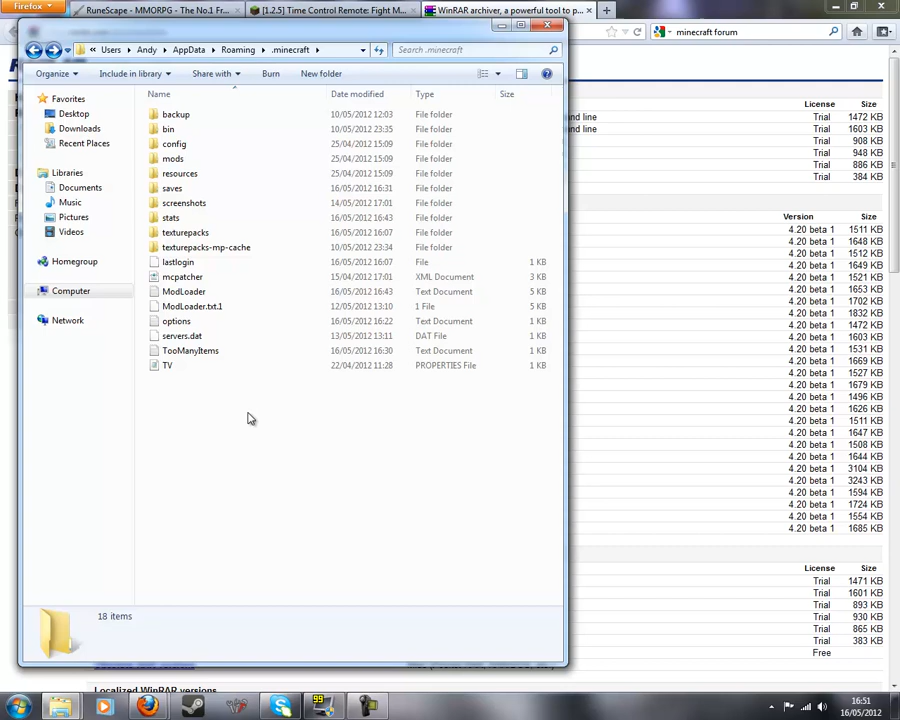 Firefox
RuneScape - MMORPG - The No.1 Fr...
[1.2.5] Time Control Remote: Fight M...
WinRAR archiver, a powerful tool to p...
Users
Andy
AppData
Roaming
.minecraft
Search .minecraft
minecraft forum
Organize
Include in library
Share with
Burn
New folder
Name
Date modified
Type
Size
Favorites
Desktop
Downloads
Recent Places
Libraries
Documents
Music
Pictures
Videos
Homegroup
Computer
Network
backup 10/05/2012 12:03 File folder
bin 10/05/2012 23:35 File folder
config 25/04/2012 15:09 File folder
mods 25/04/2012 15:09 File folder
resources 25/04/2012 15:09 File folder
saves 16/05/2012 16:31 File folder
screenshots 14/05/2012 17:01 File folder
stats 16/05/2012 16:43 File folder
texturepacks 16/05/2012 16:07 File folder
texturepacks-mp-cache 10/05/2012 23:34 File folder
lastlogin 16/05/2012 16:07 File 1 KB
mcpatcher 15/04/2012 17:01 XML Document 3 KB
ModLoader 16/05/2012 16:43 Text Document 5 KB
ModLoader.txt.1 12/05/2012 13:10 1 File 5 KB
options 16/05/2012 16:22 Text Document 1 KB
servers.dat 13/05/2012 13:11 DAT File 1 KB
TooManyItems 16/05/2012 16:30 Text Document 1 KB
TV 22/04/2012 11:28 PROPERTIES File 1 KB
18 items
License Size
and line Trial 1472 KB
and line Trial 1603 KB
Trial 908 KB
Trial 948 KB
Trial 886 KB
Trial 384 KB
Version Size
4.20 beta 1 1511 KB
4.20 beta 1 1648 KB
4.20 beta 1 1512 KB
4.20 beta 1 1649 KB
4.20 beta 1 1521 KB
4.20 beta 1 1653 KB
4.20 beta 1 1702 KB
4.20 beta 1 1832 KB
4.20 beta 1 1472 KB
4.20 beta 1 1603 KB
4.20 beta 1 1531 KB
4.20 beta 1 1669 KB
4.20 beta 1 1527 KB
4.20 beta 1 1679 KB
4.20 beta 1 1496 KB
4.20 beta 1 1626 KB
4.20 beta 1 1511 KB
4.20 beta 1 1647 KB
4.20 beta 1 1508 KB
4.20 beta 1 1644 KB
4.20 beta 1 3104 KB
4.20 beta 1 3243 KB
4.20 beta 1 1594 KB
4.20 beta 1 1724 KB
4.20 beta 1 1554 KB
4.20 beta 1 1685 KB
License Size
Trial 1471 KB
Trial 1601 KB
Trial 893 KB
Trial 930 KB
Trial 865 KB
Trial 383 KB
Free
Localized WinRAR versions
99
16:51
16/05/2012